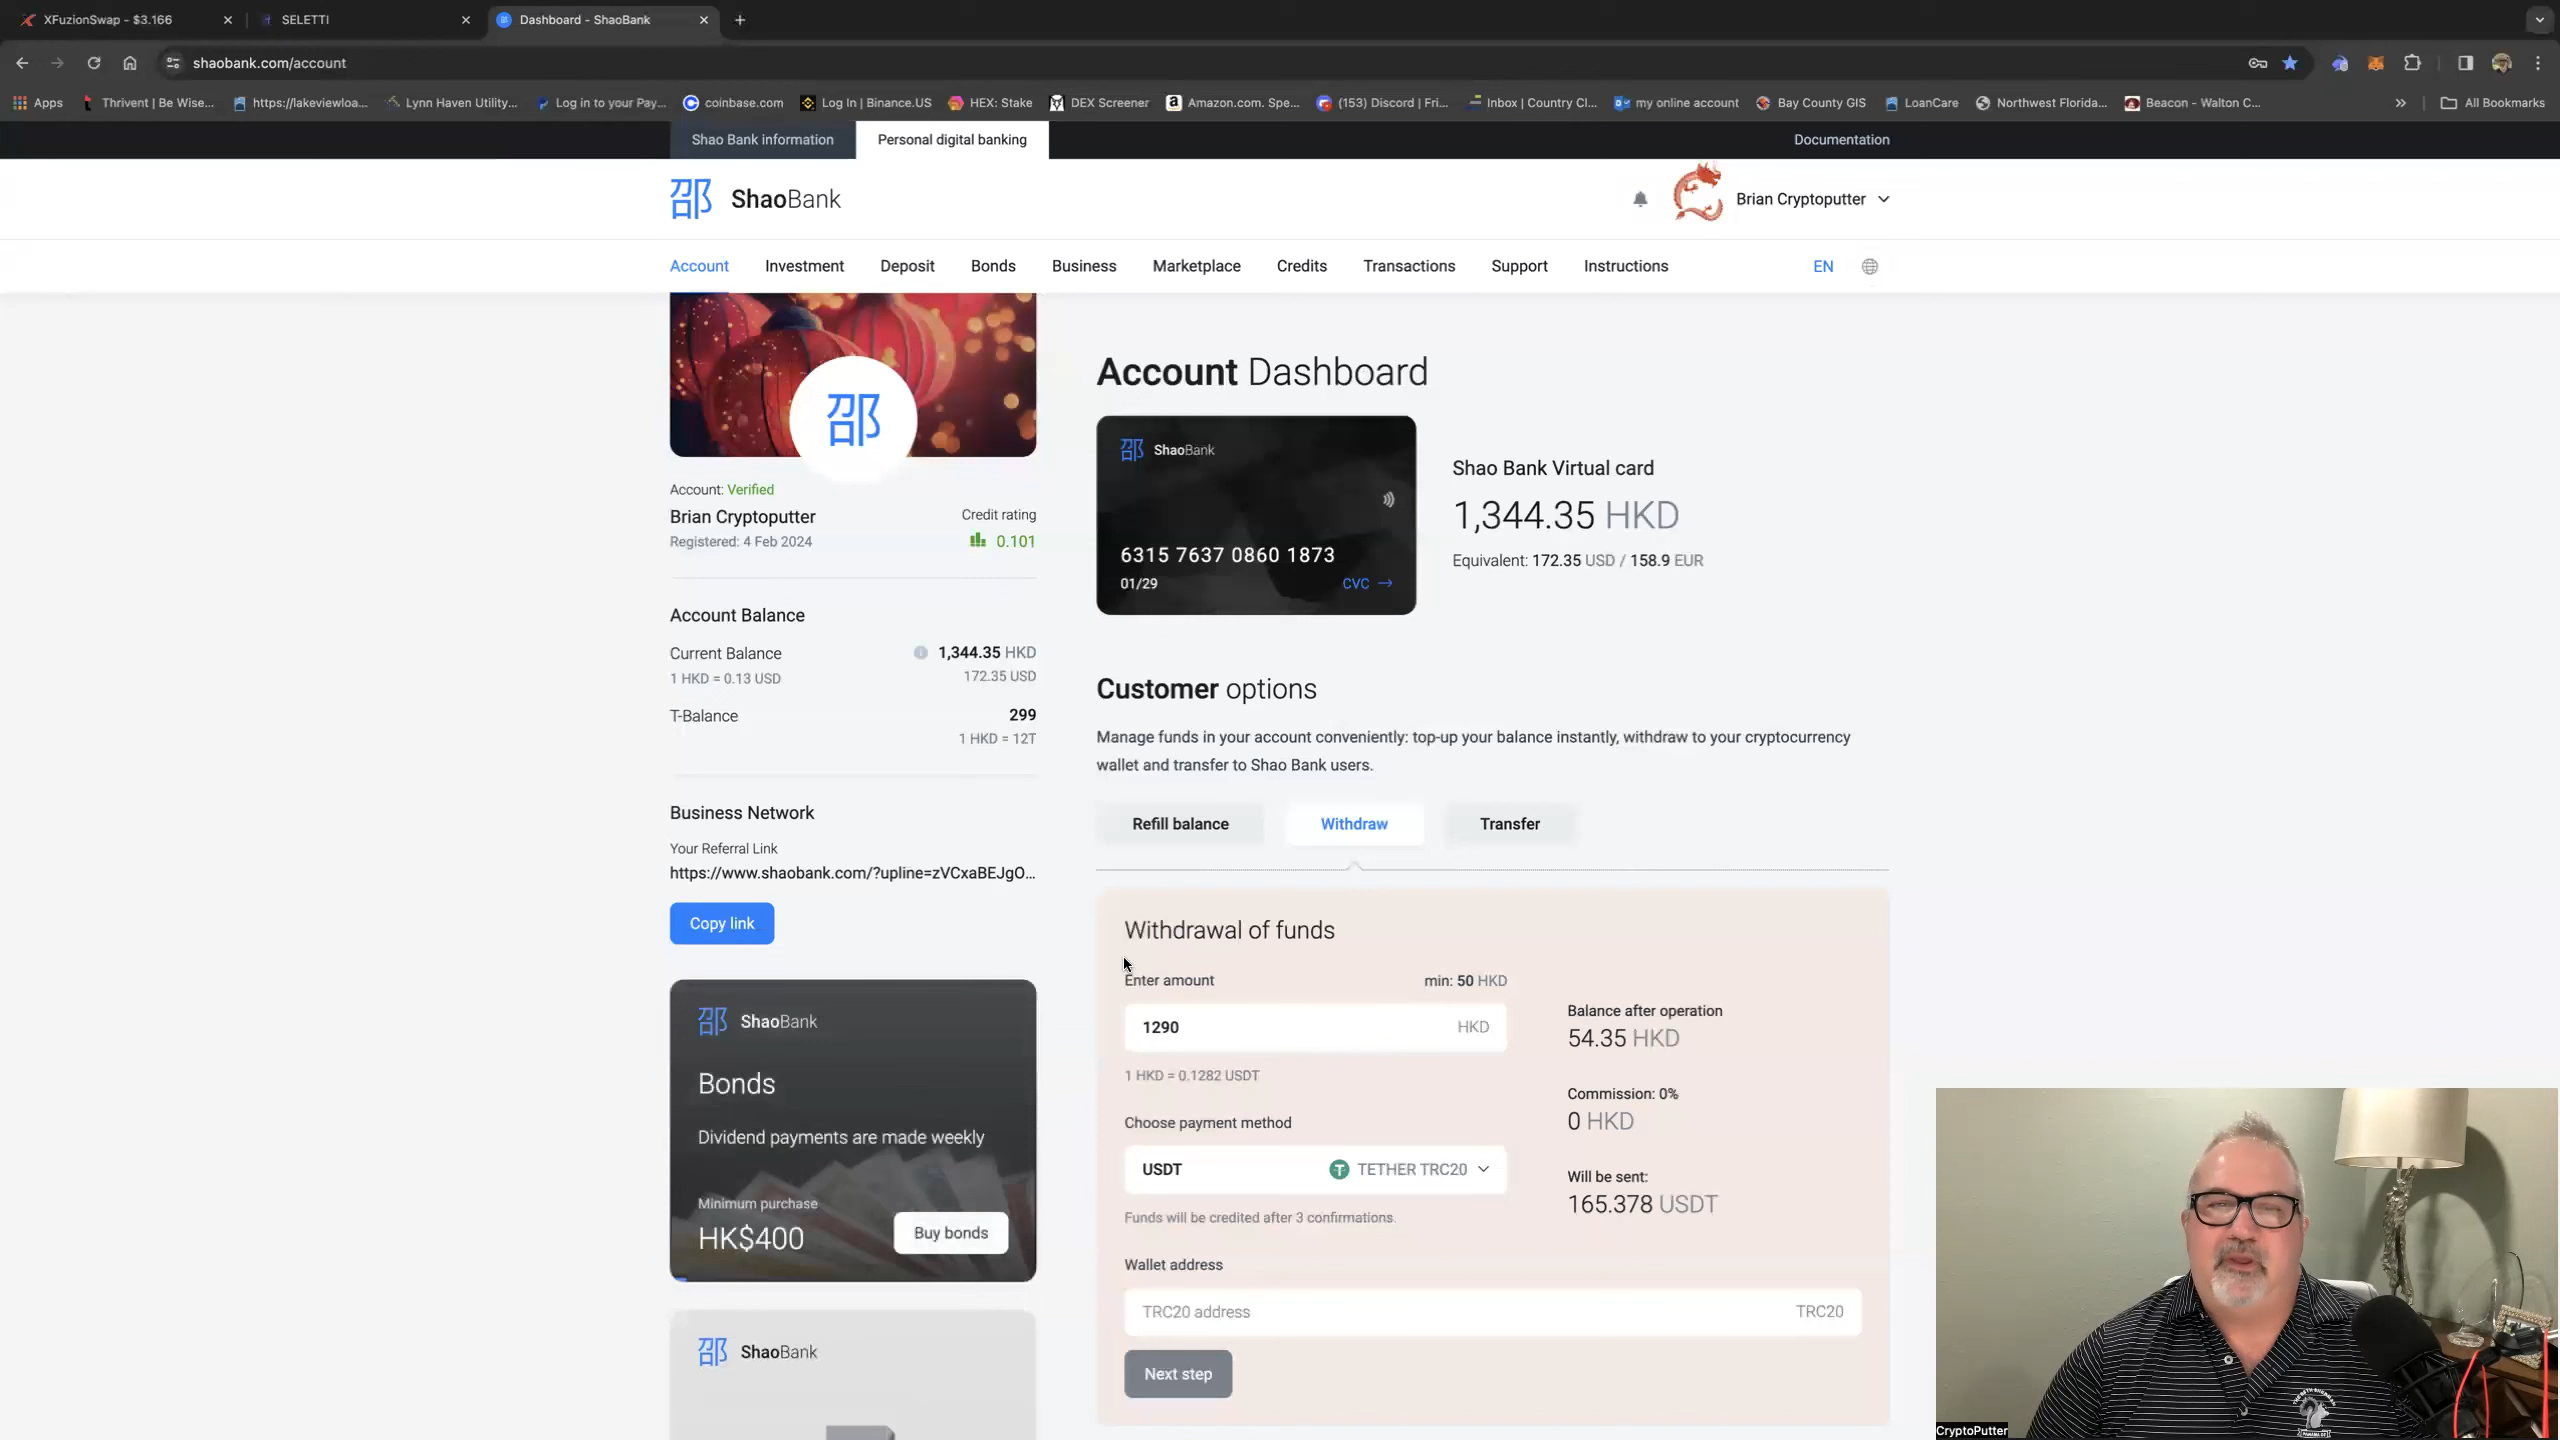 XFuzionSwap - $3.166
SELETTI
Dashboard - ShaoBank
shaobank.com/account
Apps
Thrivent | Be Wise...
https://lakeviewloa...
Lynn Haven Utility...
Log in to your Pay...
coinbase.com
Log In | Binance.US
HEX: Stake
DEX Screener
Amazon.com. Spe...
(153) Discord | Fri...
Inbox | Country Cl...
my online account
Bay County GIS
LoanCare
Northwest Florida...
Beacon - Walton C...
All Bookmarks
Shao Bank information
Personal digital banking
Documentation
邵 ShaoBank
Brian Cryptoputter
Account
Investment
Deposit
Bonds
Business
Marketplace
Credits
Transactions
Support
Instructions
EN
邵
Account: Verified
Brian Cryptoputter
Credit rating
Registered: 4 Feb 2024
0.101
Account Balance
Current Balance
1,344.35 HKD
1 HKD = 0.13 USD
172.35 USD
T-Balance
299
1 HKD = 12T
Business Network
Your Referral Link
https://www.shaobank.com/?upline=zVCxaBEJgO...
Copy link
邵 ShaoBank
Bonds
Dividend payments are made weekly
Minimum purchase
HK$400
Buy bonds
邵 ShaoBank
Account Dashboard
邵 ShaoBank
6315 7637 0860 1873
01/29
CVC →
Shao Bank Virtual card
1,344.35 HKD
Equivalent: 172.35 USD / 158.9 EUR
Customer options
Manage funds in your account conveniently: top-up your balance instantly, withdraw to your cryptocurrency
wallet and transfer to Shao Bank users.
Refill balance
Withdraw
Transfer
Withdrawal of funds
Enter amount
min: 50 HKD
1290
HKD
1 HKD = 0.1282 USDT
Choose payment method
USDT
TETHER TRC20
Funds will be credited after 3 confirmations.
Wallet address
TRC20 address
TRC20
Next step
Balance after operation
54.35 HKD
Commission: 0%
0 HKD
Will be sent:
165.378 USDT
CryptoPutter